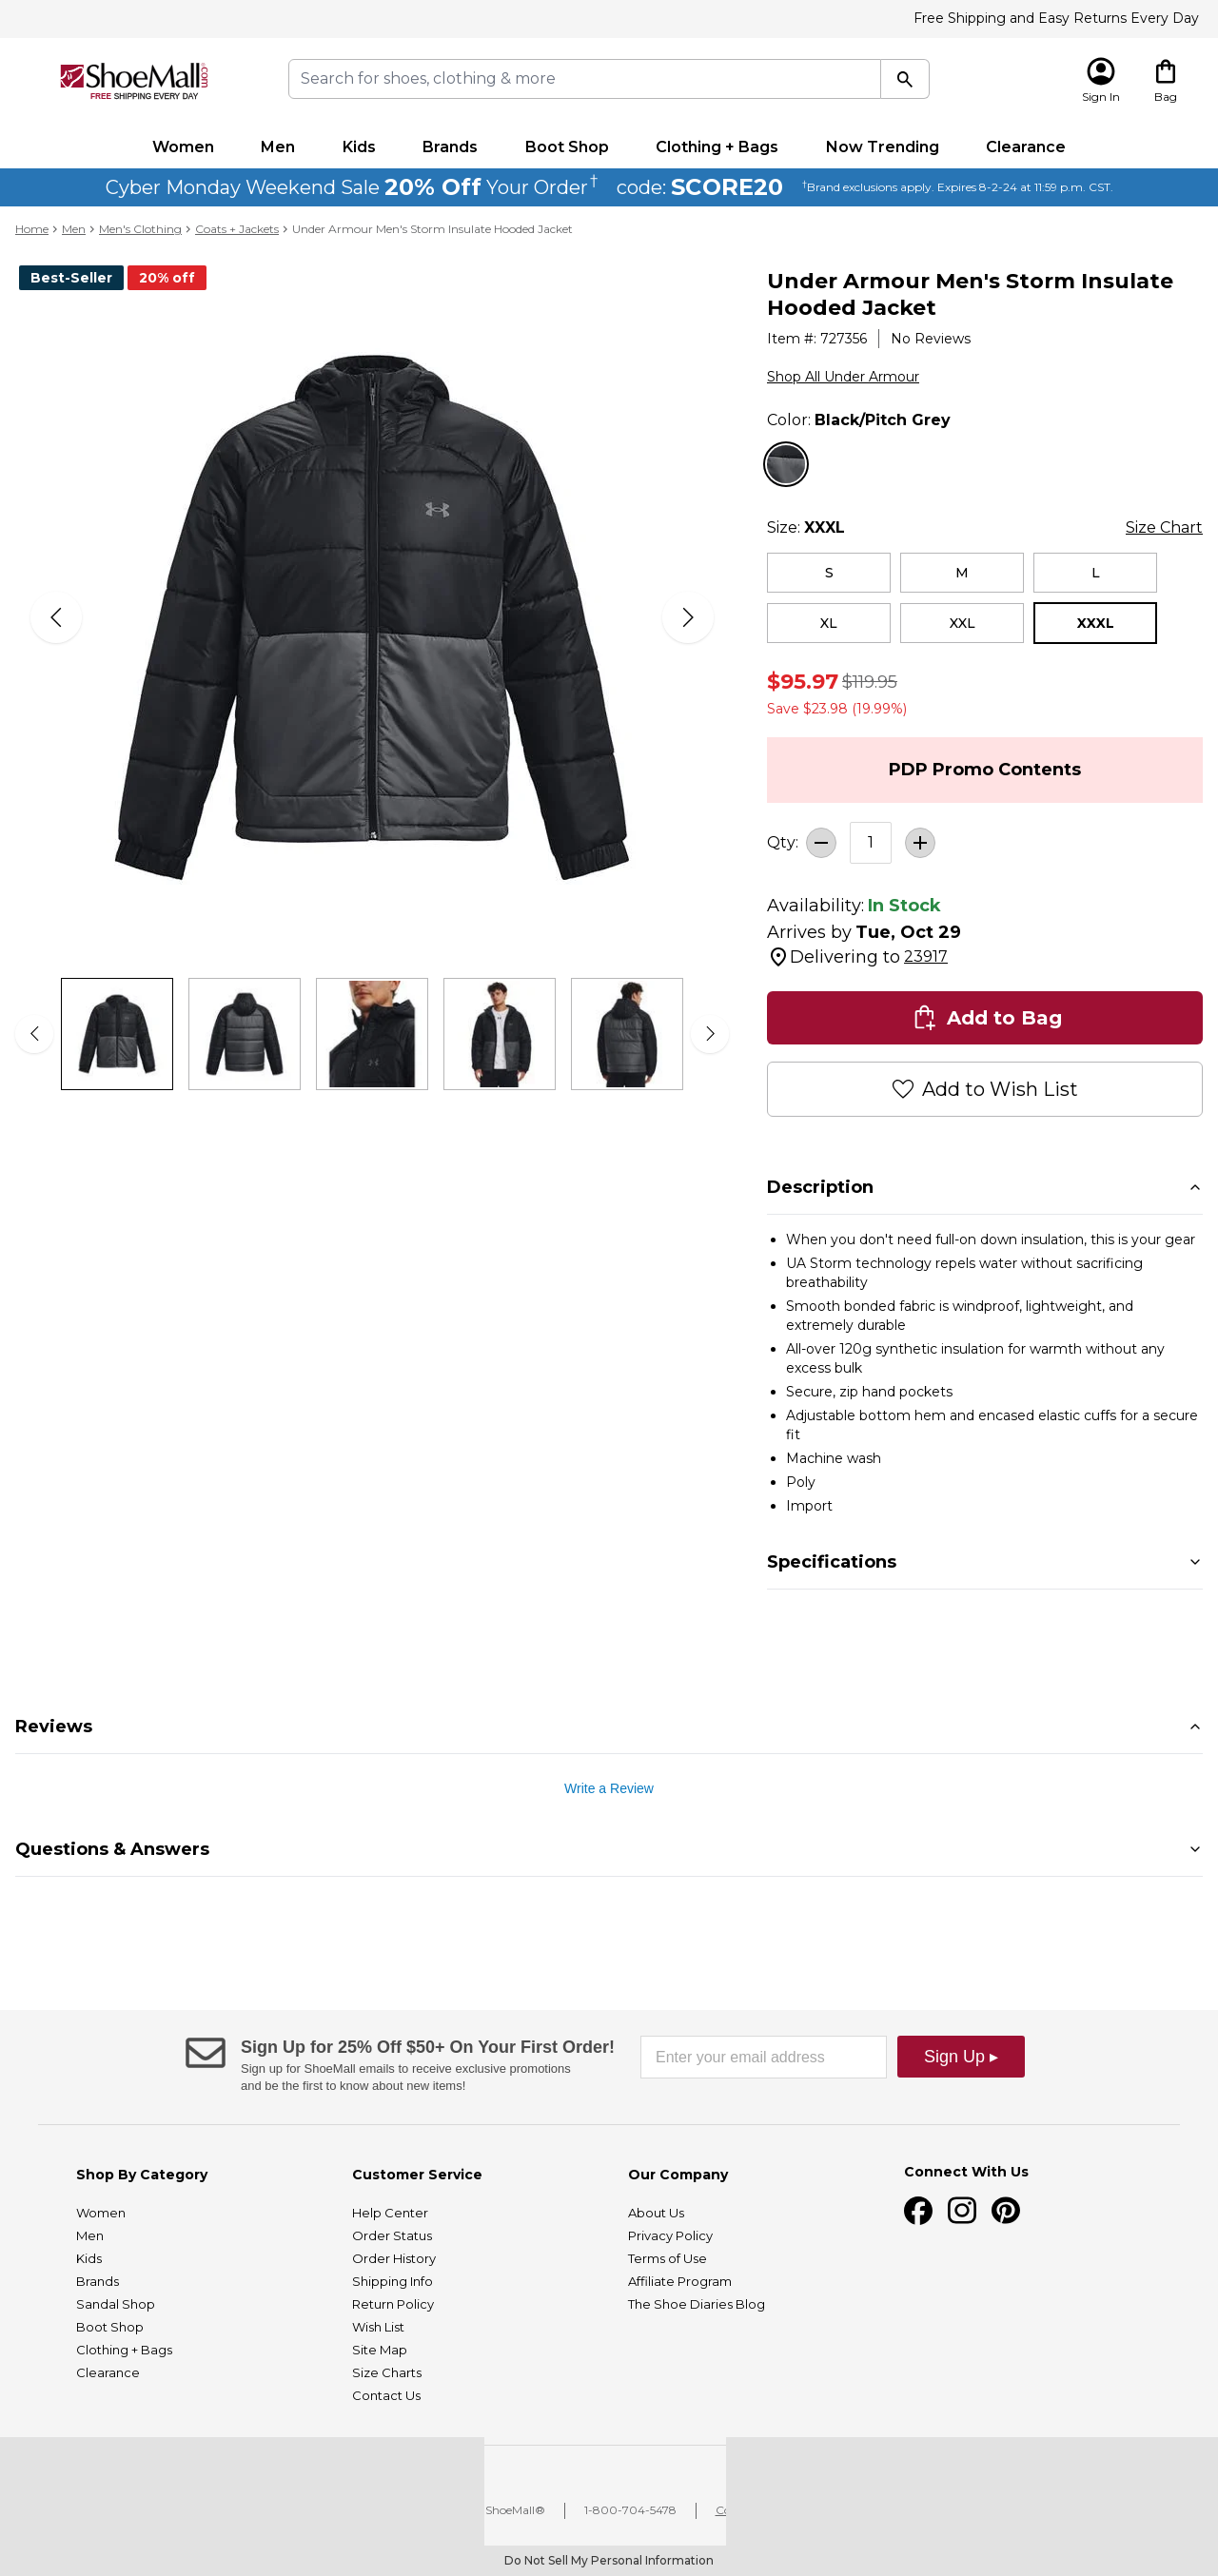 Free Shipping and Easy Returns Every Day
ShoeMall.com
FREE SHIPPING EVERY DAY
Search for shoes, clothing & more
Sign In
Bag
Women Men Kids Brands Boot Shop Clothing + Bags Now Trending Clearance
Cyber Monday Weekend Sale 20% Off Your Order† code: SCORE20 †Brand exclusions apply. Expires 8-2-24 at 11:59 p.m. CST.
Home > Men > Men's Clothing > Coats + Jackets > Under Armour Men's Storm Insulate Hooded Jacket
Best-Seller 20% off
Under Armour Men's Storm Insulate
Hooded Jacket
Item #: 727356 | No Reviews
Shop All Under Armour
Color: Black/Pitch Grey
Size: XXXL Size Chart
S M L
XL XXL XXXL
$95.97 $119.95
Save $23.98 (19.99%)
PDP Promo Contents
Qty: 1
Availability: In Stock
Arrives by Tue, Oct 29
Delivering to 23917
Add to Bag
Add to Wish List
Description
• When you don't need full-on down insulation, this is your gear
• UA Storm technology repels water without sacrificing
breathability
• Smooth bonded fabric is windproof, lightweight, and
extremely durable
• All-over 120g synthetic insulation for warmth without any
excess bulk
• Secure, zip hand pockets
• Adjustable bottom hem and encased elastic cuffs for a secure
fit
• Machine wash
• Poly
• Import
Specifications
Reviews
Write a Review
Questions & Answers
Sign Up for 25% Off $50+ On Your First Order!
Sign up for ShoeMall emails to receive exclusive promotions
and be the first to know about new items!
Enter your email address
Sign Up ▸
Shop By Category
Women
Men
Kids
Brands
Sandal Shop
Boot Shop
Clothing + Bags
Clearance
Customer Service
Help Center
Order Status
Order History
Shipping Info
Return Policy
Wish List
Site Map
Size Charts
Contact Us
Our Company
About Us
Privacy Policy
Terms of Use
Affiliate Program
The Shoe Diaries Blog
Connect With Us
ShoeMall® | 1-800-704-5478 |
Do Not Sell My Personal Information